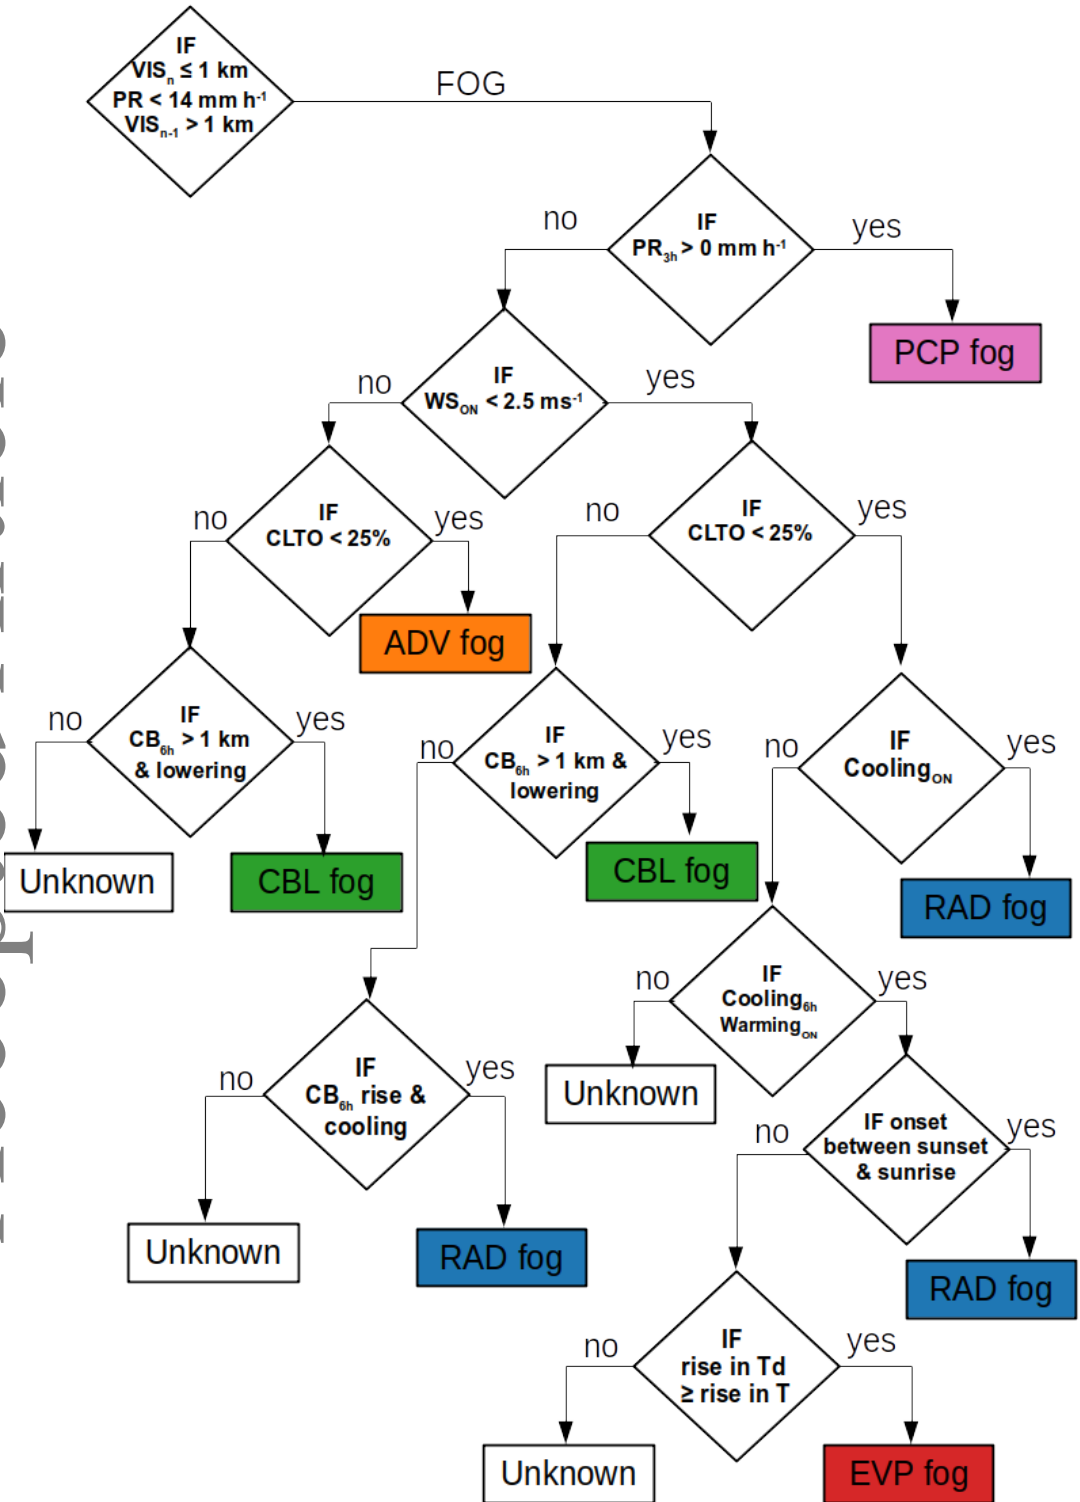 IF
VISn ≤ 1 km
PR < 14 mm h-1
VISn-1 > 1 km
FOG
IF
PR3h > 0 mm h-1
no
yes
PCP fog
IF
WSON < 2.5 ms-1
no
yes
IF
CLTO < 25%
no
yes
ADV fog
IF
CLTO < 25%
no
yes
IF
CB6h > 1 km
& lowering
no
yes
Unknown
CBL fog
IF
CB6h > 1 km &
lowering
no
yes
CBL fog
IF
CoolingON
no
yes
RAD fog
IF
Cooling6h
WarmingON
no
yes
Unknown
IF
CB6h rise &
cooling
no
yes
Unknown
RAD fog
IF onset
between sunset
& sunrise
no
yes
RAD fog
IF
rise in Td
≥ rise in T
no
yes
Unknown
EVP fog